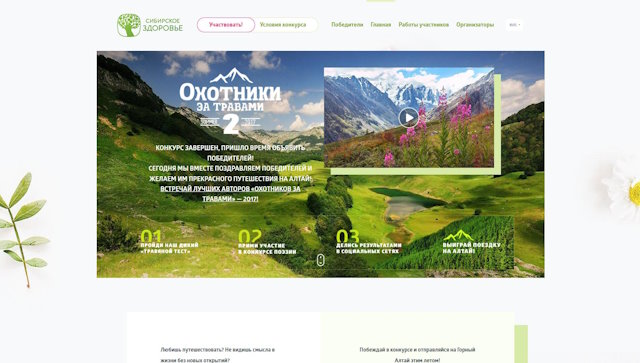 СИБИРСКОЕ
ЗДОРОВЬЕ
Участвовать!
Условия конкурса
Победители
Главная
Работы участников
Организаторы
ОХОТНИКИ
ЗА ТРАВАМИ
2
КОНКУРС ЗАВЕРШЕН, ПРИШЛО ВРЕМЯ ОБЪЯВИТЬ
ПОБЕДИТЕЛЕЙ!
СЕГОДНЯ МЫ ВМЕСТЕ ПОЗДРАВЛЯЕМ ПОБЕДИТЕЛЕЙ И
ЖЕЛАЕМ ИМ ПРЕКРАСНОГО ПУТЕШЕСТВИЯ НА АЛТАЙ!
ВСТРЕЧАЙ ЛУЧШИХ АВТОРОВ «ОХОТНИКОВ ЗА
ТРАВАМИ» — 2017!
01
ПРОЙДИ НАШ ДИКИЙ
«ТРАВЯНОЙ ТЕСТ»
02
ПРИМИ УЧАСТИЕ
В КОНКУРСЕ ПОЭЗИИ
03
ДЕЛИСЬ РЕЗУЛЬТАТАМИ
В СОЦИАЛЬНЫХ СЕТЯХ
ВЫИГРАЙ ПОЕЗДКУ
НА АЛТАЙ!
Любишь путешествовать? Не видишь смысла в
жизни без новых открытий?
Побеждай в конкурсе и отправляйся на Горный
Алтай этим летом!